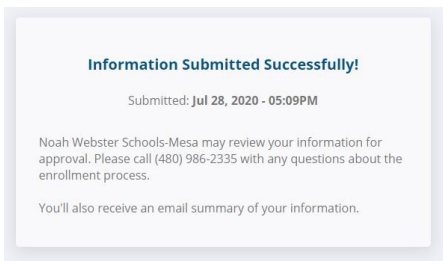 Information Submitted Successfully!
Submitted: Jul 28, 2020 - 05:09PM
Noah Webster Schools-Mesa may review your information for
approval. Please call (480) 986-2335 with any questions about the
enrollment process.
You'll also receive an email summary of your information.